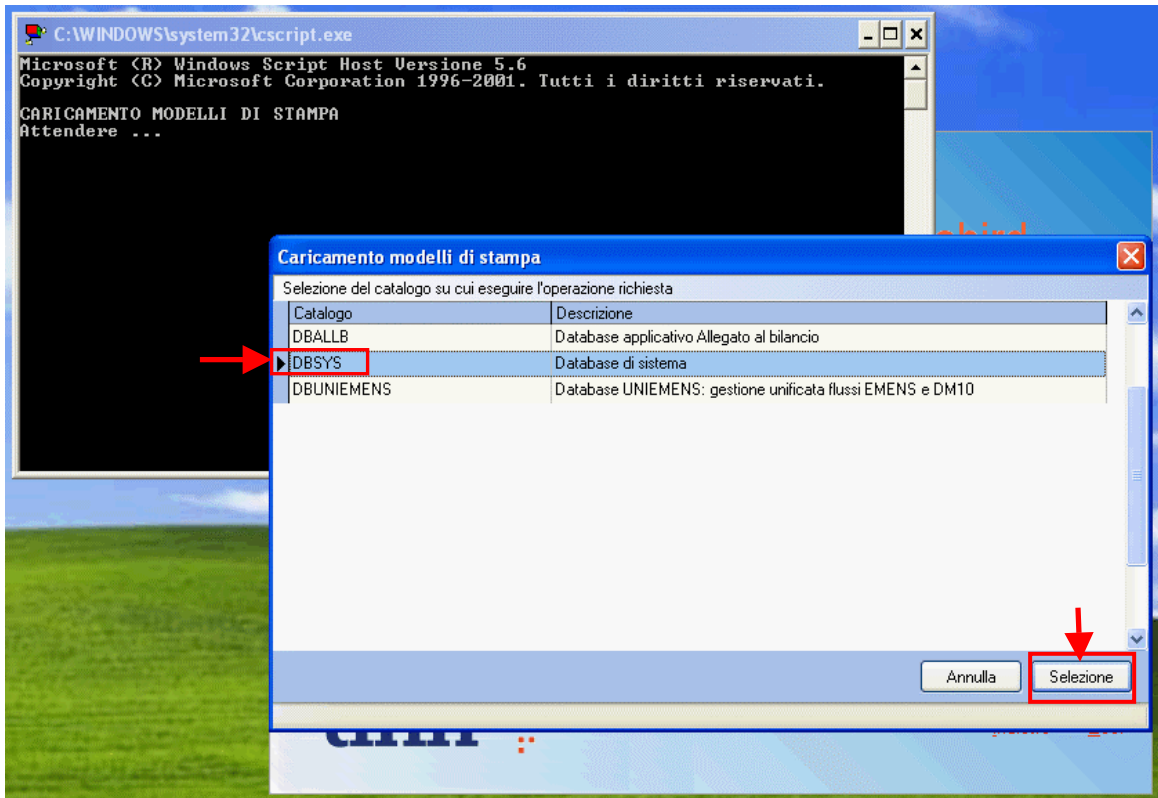 C:\WINDOWS\system32\cscript.exe
Microsoft (R) Windows Script Host Versione 5.6
Copyright (C) Microsoft Corporation 1996-2001. Tutti i diritti riservati.
CARICAMENTO MODELLI DI STAMPA
Attendere ...
Caricamento modelli di stampa
Selezione del catalogo su cui eseguire l'operazione richiesta
Catalogo Descrizione
DBALLB Database applicativo Allegato al bilancio
DBSYS Database di sistema
DBUNIEMENS Database UNIEMENS: gestione unificata flussi EMENS e DM10
Annulla Selezione